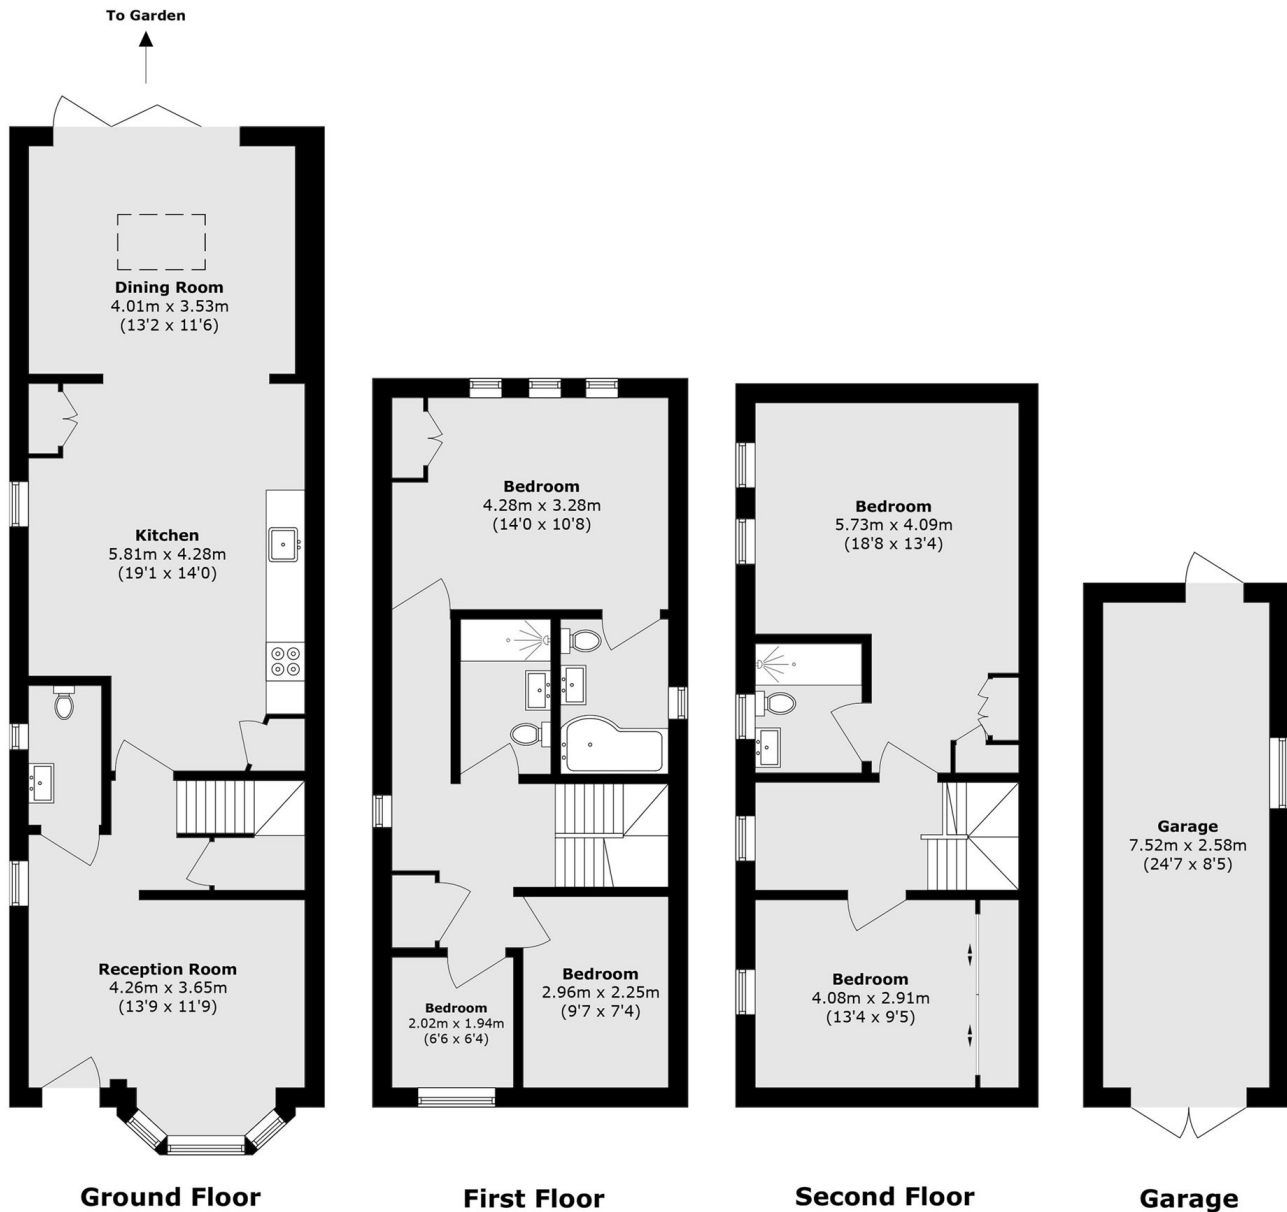 To Garden
Dining Room
4.01m x 3.53m
(13'2 x 11'6)
Kitchen
5.81m x 4.28m
(19'1 x 14'0)
Reception Room
4.26m x 3.65m
(13'9 x 11'9)
Ground Floor
Bedroom
4.28m x 3.28m
(14'0 x 10'8)
Bedroom
2.96m x 2.25m
(9'7 x 7'4)
Bedroom
2.02m x 1.94m
(6'6 x 6'4)
First Floor
Bedroom
5.73m x 4.09m
(18'8 x 13'4)
Bedroom
4.08m x 2.91m
(13'4 x 9'5)
Second Floor
Garage
7.52m x 2.58m
(24'7 x 8'5)
Garage